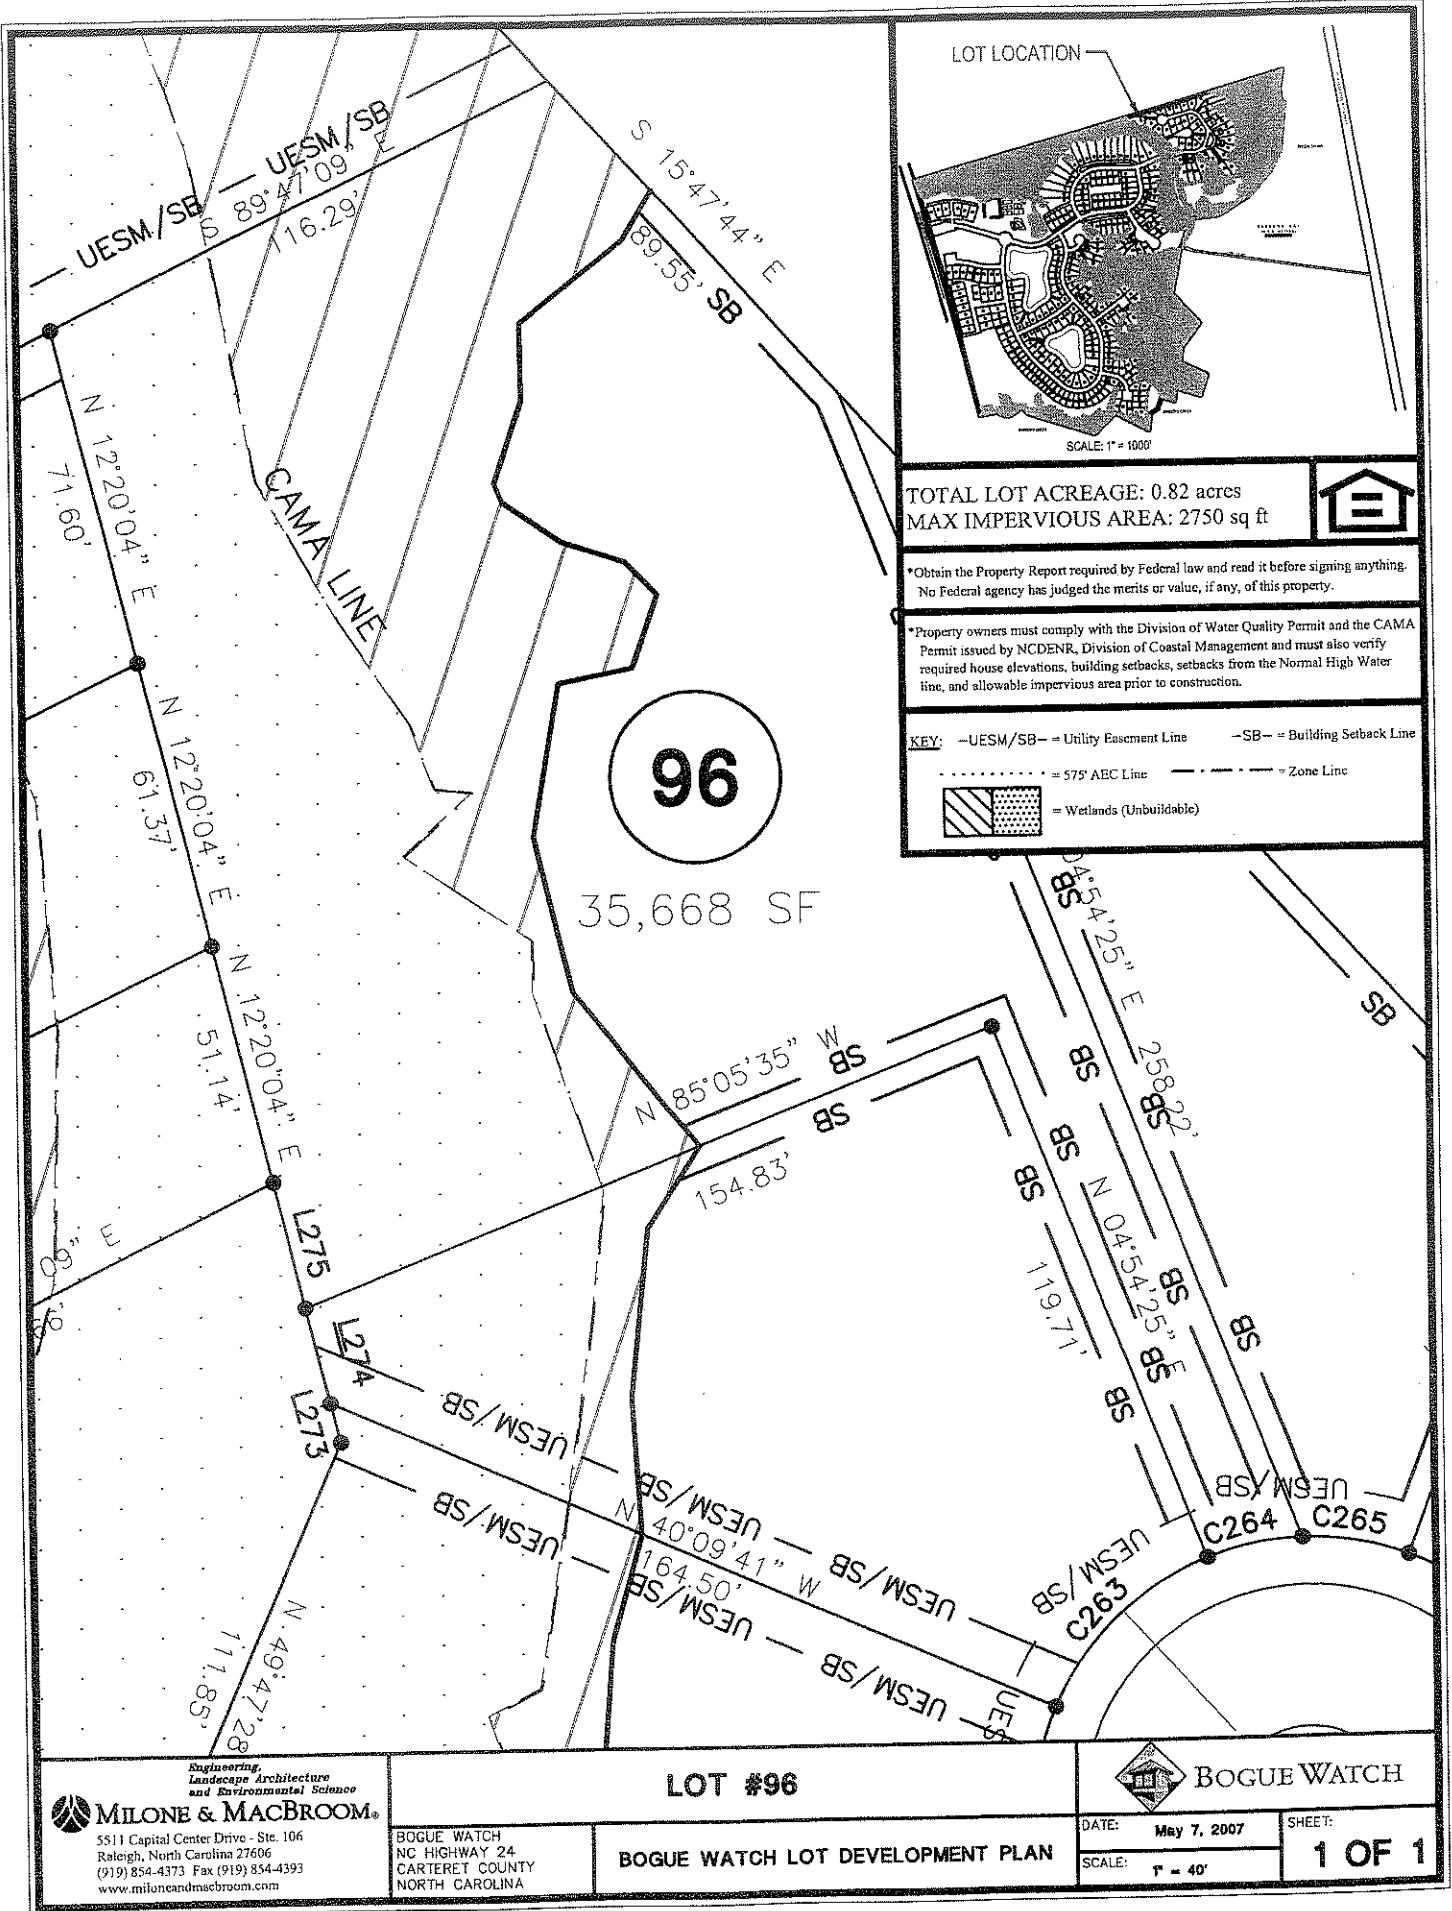 LOT LOCATION
SCALE: 1" = 1000'
TOTAL LOT ACREAGE: 0.82 acres
MAX IMPERVIOUS AREA: 2750 sq ft
*Obtain the Property Report required by Federal law and read it before signing anything.
No Federal agency has judged the merits or value, if any, of this property.
*Property owners must comply with the Division of Water Quality Permit and the CAMA
Permit issued by NCDENR, Division of Coastal Management and must also verify
required house elevations, building setbacks, setbacks from the Normal High Water
line, and allowable impervious area prior to construction.
KEY: -UESM/SB- = Utility Easement Line -SB- = Building Setback Line
= 575' AEC Line = Zone Line
= Wetlands (Unbuildable)
UESM/SB UESM/SB
S 89°47'09" E
116.29'
S 15°47'44" E
89.55' SB
N 12°20'04" E
71.60'
CAMA LINE
N 12°20'04" E
61.37'
96
35,668 SF
N 12°20'04" E
51.14'
04°54'25" E 258.22'
SB
SB
SB
SB
SB
N 85°05'35" W SB
SB
154.83'
SB
SB
SB
N 04°54'25" E
119.71'
SB
SB
SB
SB
09" E
L275
L274
L273
UESM/SB
UESM/SB
UESM/SB
UESM/SB
N 40°09'41" W
164.50'
UESM/SB
UESM/SB
UESM/SB
UESM/SB
UESM/SB
UESM/SB
C263
C264
C265
UES
N 49°47'28
111.85'
Engineering,
Landscape Architecture
and Environmental Science
MILONE & MACBROOM®
5511 Capital Center Drive - Ste. 106
Raleigh, North Carolina 27606
(919) 854-4373 Fax (919) 854-4393
www.miloneandmacbroom.com
LOT #96
BOGUE WATCH
NC HIGHWAY 24
CARTERET COUNTY
NORTH CAROLINA
BOGUE WATCH LOT DEVELOPMENT PLAN
BOGUE WATCH
DATE: May 7, 2007
SCALE: 1" = 40'
SHEET:
1 OF 1